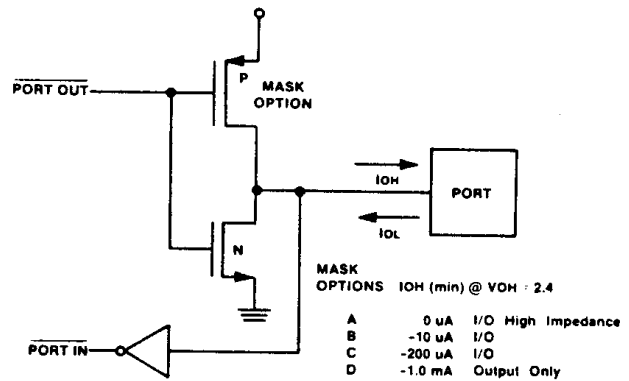 P
PORT OUT
MASK
OPTION
IOH
PORT
IOL
N
MASK
OPTIONS IOH (min) @ VOH : 2.4
A 0 uA I/O High Impedance
B -10 uA I/O
C -200 uA I/O
D -1.0 mA Output Only
PORT IN